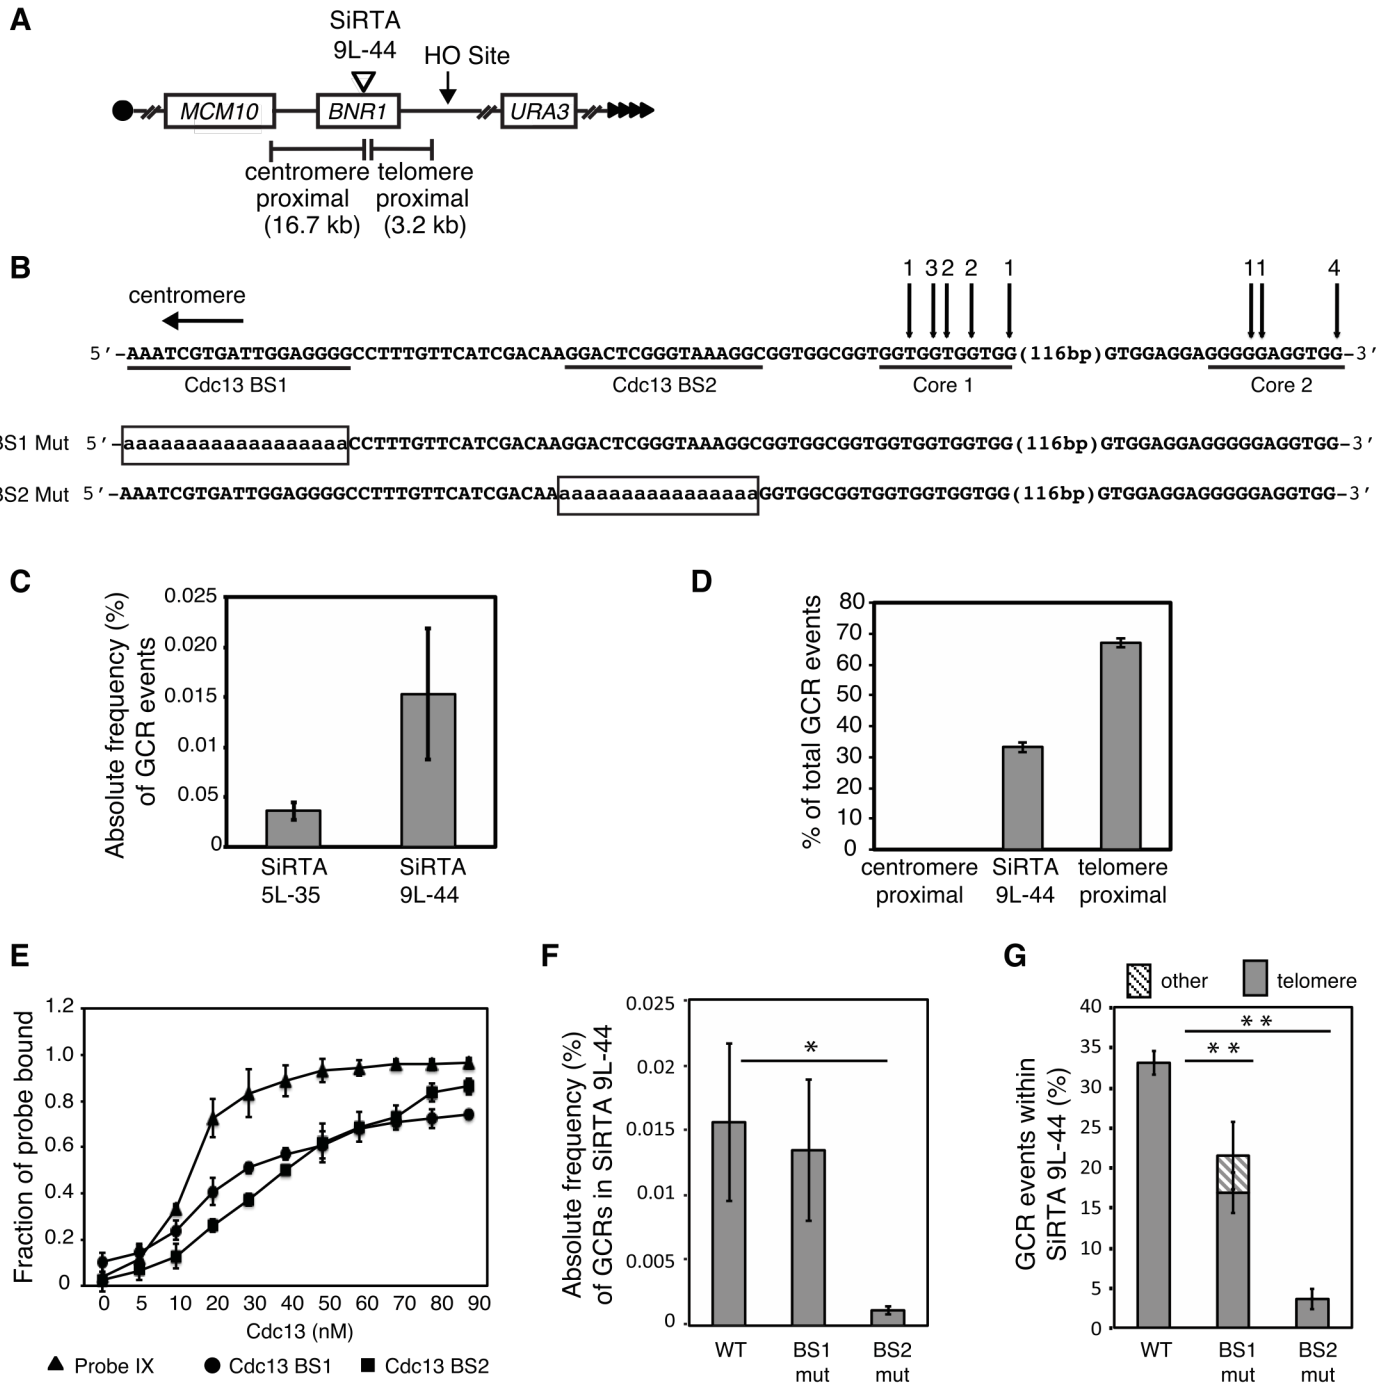 A
SiRTA
9L-44
HO Site
MCM10
BNR1
URA3
centromere
proximal
(16.7 kb)
telomere
proximal
(3.2 kb)
B
centromere
1 3 2 2 1 1 1 4
5′-AAATCGTGATTGGAGGGGCCTTTGTTCATCGACAAGGACTCGGGTAAAGGCGGTGGCGGTGGTGGTGGTGG(116bp)GTGGAGGAGGGGGAGGTGG-3′
Cdc13 BS1
Cdc13 BS2
Core 1
Core 2
BS1 Mut 5′-aaaaaaaaaaaaaaaaaaCCTTTGTTCATCGACAAGGACTCGGGTAAAGGCGGTGGCGGTGGTGGTGGTGG(116bp)GTGGAGGAGGGGGAGGTGG-3′
BS2 Mut 5′-AAATCGTGATTGGAGGGGCCTTTGTTCATCGACAAaaaaaaaaaaaaaaaaGGTGGCGGTGGTGGTGGTGG(116bp)GTGGAGGAGGGGGAGGTGG-3′
C
Absolute frequency (%)
of GCR events
0.025
0.020
0.015
0.01
0.05
0
SiRTA
5L-35
SiRTA
9L-44
D
% of total GCR events
80
70
60
50
40
30
20
10
0
centromere
proximal
SiRTA
9L-44
telomere
proximal
E
Fraction of probe bound
1.2
1.0
0.8
0.6
0.4
0.2
0
0 5 10 20 30 40 50 60 70 80 90
Cdc13 (nM)
Probe IX
Cdc13 BS1
Cdc13 BS2
F
Absolute frequency (%)
of GCRs in SiRTA 9L-44
0.025
0.02
0.015
0.01
0.005
0
*
WT
BS1
mut
BS2
mut
G
other
telomere
GCR events within
SiRTA 9L-44 (%)
40
35
30
25
20
15
10
5
0
* *
* *
WT
BS1
mut
BS2
mut